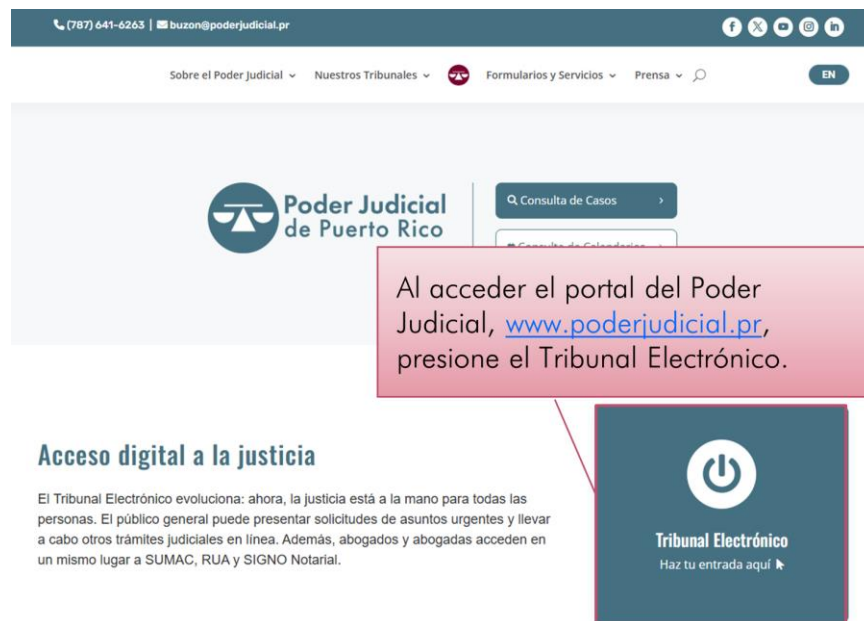 (787) 641-6263 | buzon@poderjudicial.pr
Sobre el Poder Judicial Nuestros Tribunales Formularios y Servicios Prensa EN
Poder Judicial
de Puerto Rico
Consulta de Casos
Al acceder el portal del Poder
Judicial, www.poderjudicial.pr,
presione el Tribunal Electrónico.
Acceso digital a la justicia
El Tribunal Electrónico evoluciona: ahora, la justicia está a la mano para todas las
personas. El público general puede presentar solicitudes de asuntos urgentes y llevar
a cabo otros trámites judiciales en línea. Además, abogados y abogadas acceden en
un mismo lugar a SUMAC, RUA y SIGNO Notarial.
Tribunal Electrónico
Haz tu entrada aquí